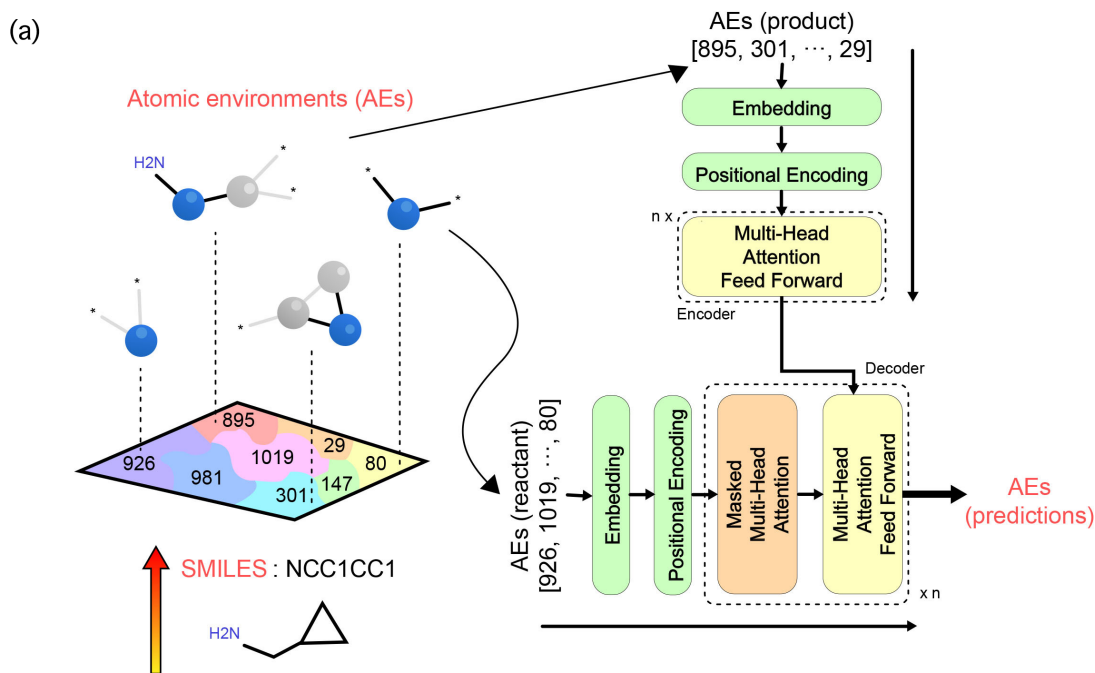 (a)
Atomic environments (AEs)
H2N
*
*
*
*
*
*
*
895
926
981
1019
29
80
147
301
SMILES : NCC1CC1
H2N
AEs (product)
[895, 301, ···, 29]
Embedding
Positional Encoding
n x
Multi-Head
Attention
Feed Forward
Encoder
Decoder
AEs (reactant)
[926, 1019, ···, 80]
Embedding
Positional Encoding
Masked
Multi-Head
Attention
Multi-Head
Attention
Feed Forward
x n
AEs
(predictions)